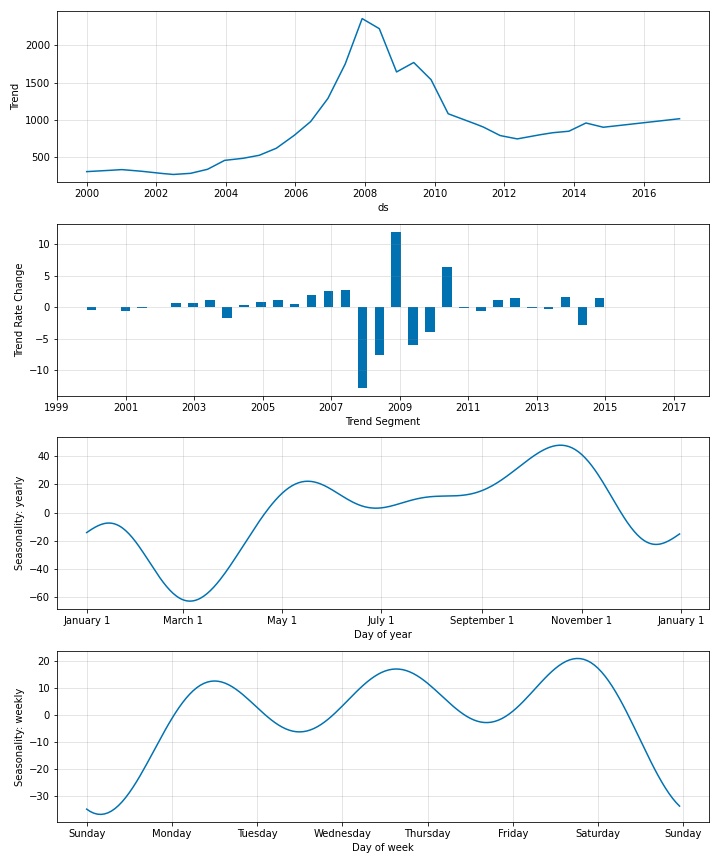 Trend
2000
1500
1000
500
2000 2002 2004 2006 2008 2010 2012 2014 2016
ds
Trend Rate Change
10
5
0
−5
−10
1999 2001 2003 2005 2007 2009 2011 2013 2015 2017
Trend Segment
Seasonality: yearly
40
20
0
−20
−40
−60
January 1 March 1 May 1 July 1 September 1 November 1 January 1
Day of year
Seasonality: weekly
20
10
0
−10
−20
−30
Sunday Monday Tuesday Wednesday Thursday Friday Saturday Sunday
Day of week